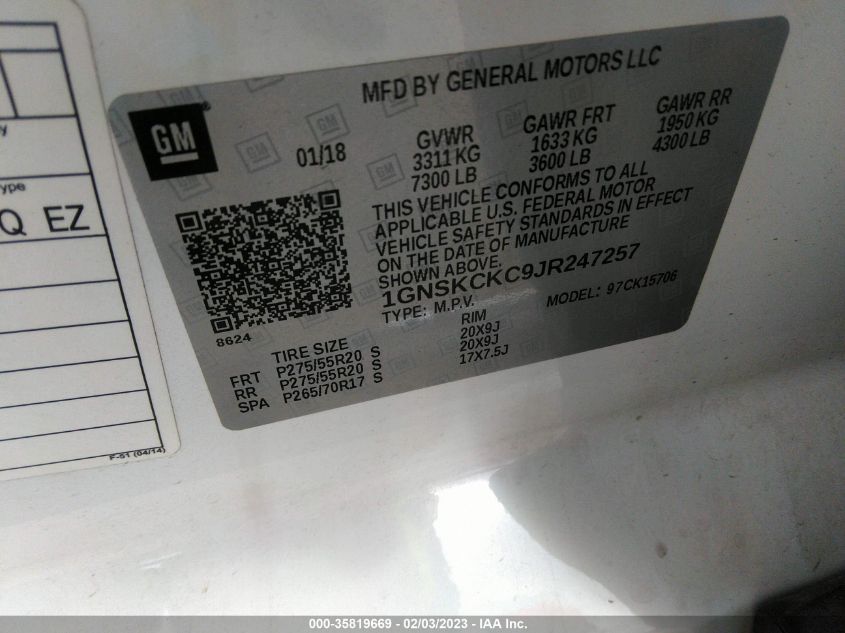 MFD BY GENERAL MOTORS LLC
GM
01/18
GVWR
3311 KG
7300 LB
GAWR FRT
1633 KG
3600 LB
GAWR RR
1950 KG
4300 LB
THIS VEHICLE CONFORMS TO ALL
APPLICABLE U.S. FEDERAL MOTOR
VEHICLE SAFETY STANDARDS IN EFFECT
ON THE DATE OF MANUFACTURE
SHOWN ABOVE.
1GNSKCKC9JR247257
TYPE: M.P.V.
MODEL: 97CK15706
8624
TIRE SIZE
RIM
FRT P275/55R20 S 20X9J
RR P275/55R20 S 20X9J
SPA P265/70R17 S 17X7.5J
ype
Q EZ
F-51 (04/14)
000-35819669 - 02/03/2023 - IAA Inc.